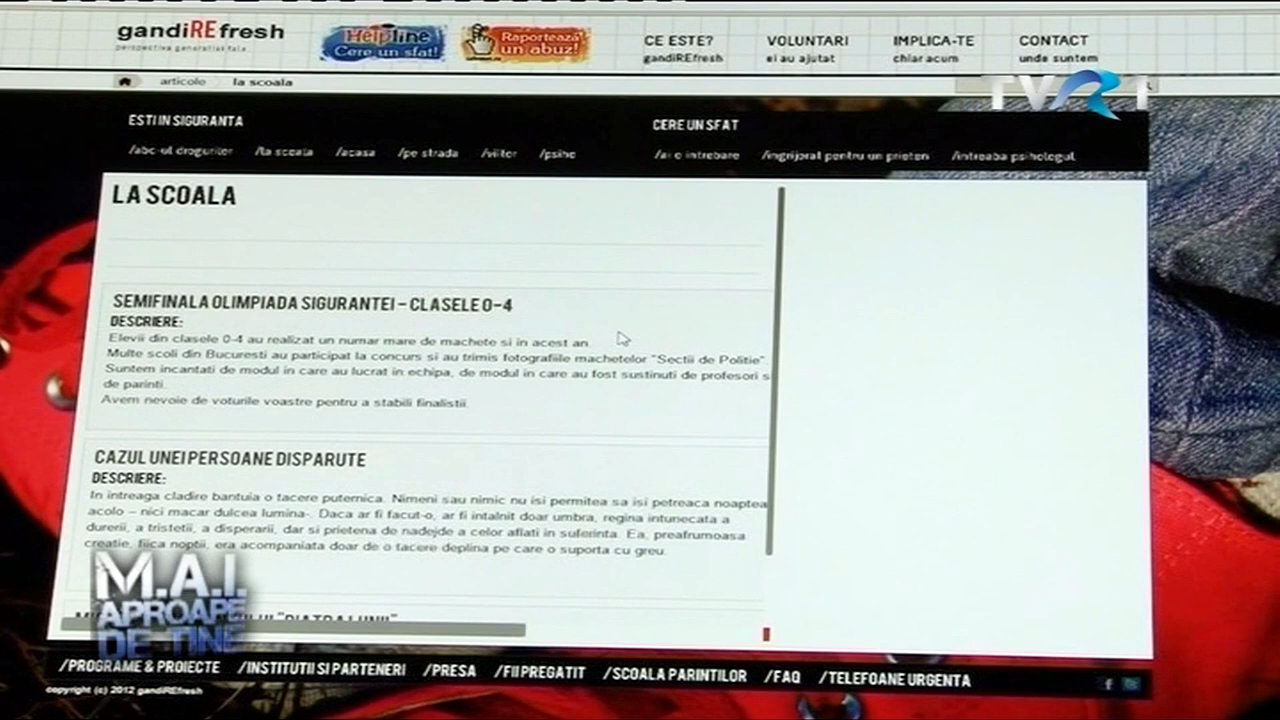 gandiREfresh
perspectiva generatiei tale
Helpline
Cere un sfat!
Raportează
un abuz!
CE ESTE?
gandiREfresh
VOLUNTARI
ei au ajutat
IMPLICA-TE
chiar acum
CONTACT
unde suntem
TVR1
articole
la scoala
ESTI IN SIGURANTA
CERE UN SFAT
/abc-ul drogurilor /la scoala /acasa /pe strada /viitor /psiho
/ai o intrebare /ingrijorat pentru un prieten /intreaba psihologul
LA SCOALA
SEMIFINALA OLIMPIADA SIGURANTEI - CLASELE 0-4
DESCRIERE:
Elevii din clasele 0-4 au realizat un numar mare de machete si in acest an.
Multe scoli din Bucuresti au participat la concurs si au trimis fotografiile machetelor "Sectii de Politie".
Suntem incantati de modul in care au lucrat in echipa, de modul in care au fost sustinuti de profesori s
de parinti.
Avem nevoie de voturile voastre pentru a stabili finalistii.
CAZUL UNEI PERSOANE DISPARUTE
DESCRIERE:
In intreaga cladire bantuia o tacere puternica. Nimeni sau nimic nu isi permitea sa isi petreaca noaptea
acolo – nici macar dulcea lumina-. Daca ar fi facut-o, ar fi intalnit doar umbra, regina intunecata a
durerii, a tristetii, a disperarii, dar si prietena de nadejde a celor aflati in suferinta. Ea, preafrumoasa
creatie, fiica noptii, era acompaniata doar de o tacere deplina pe care o suporta cu greu.
"PIATRA LUNII"
M.A.I.
APROAPE
DE TINE
/PROGRAME & PROIECTE /INSTITUTII SI PARTENERI /PRESA /FII PREGATIT /SCOALA PARINTILOR /FAQ /TELEFOANE URGENTA
copyright (c) 2012 gandiREfresh